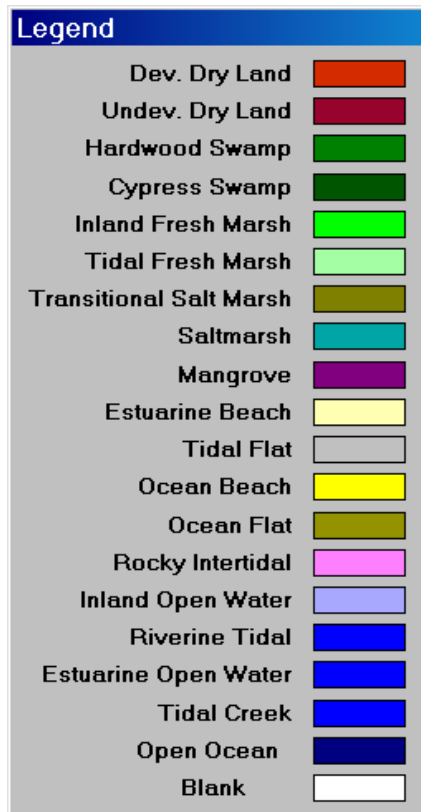 Legend
Dev. Dry Land
Undev. Dry Land
Hardwood Swamp
Cypress Swamp
Inland Fresh Marsh
Tidal Fresh Marsh
Transitional Salt Marsh
Saltmarsh
Mangrove
Estuarine Beach
Tidal Flat
Ocean Beach
Ocean Flat
Rocky Intertidal
Inland Open Water
Riverine Tidal
Estuarine Open Water
Tidal Creek
Open Ocean
Blank